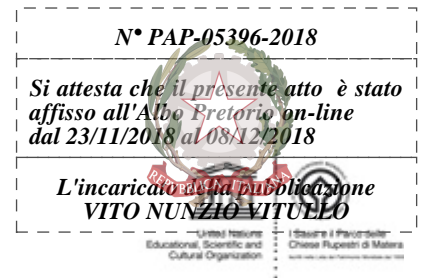 N° PAP-05396-2018
Si attesta che il presente atto è stato
affisso all'Albo Pretorio on-line
dal 23/11/2018 al 08/12/2018
L'incaricato della pubblicazione
VITO NUNZIO VITULLO
REPUBBLICA ITALIANA
United Nations
Educational, Scientific and
Cultural Organization
I Sassi e il Parco delle
Chiese Rupestri di Matera